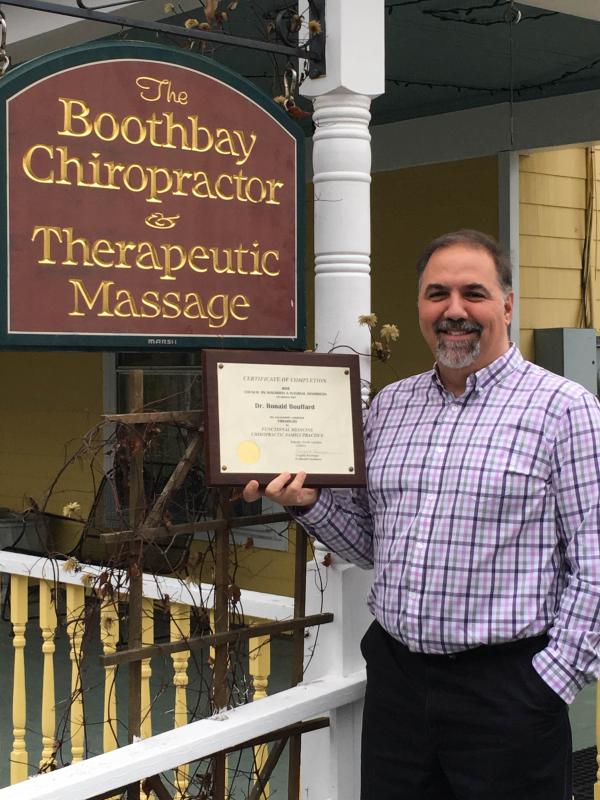 The
Boothbay
Chiropractor
&
Therapeutic
Massage
MARSH
CERTIFICATE OF COMPLETION
Dr. Ronald Bouffard
FUNCTIONAL MEDICINE
CHIROPRACTIC FAMILY PRACTICE